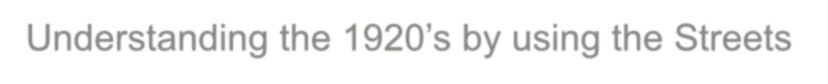 Understanding the 1920’s by using the Streets